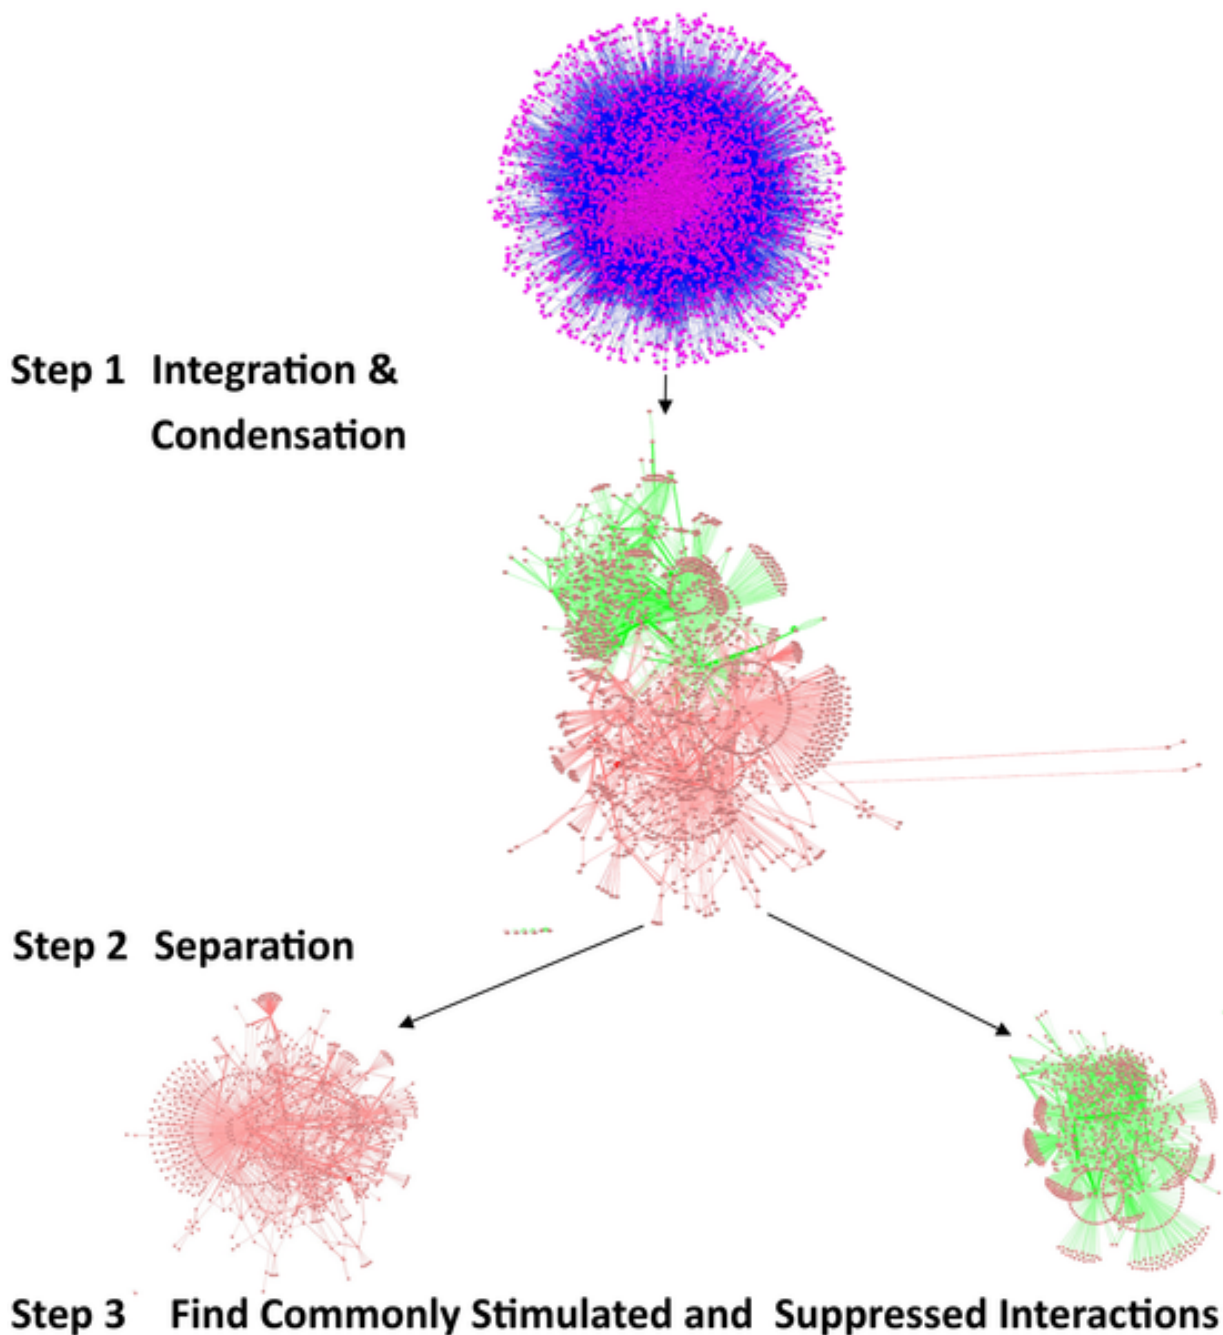 Step 1 Integration &
Condensation
Step 2 Separation
Step 3 Find Commonly Stimulated and Suppressed Interactions